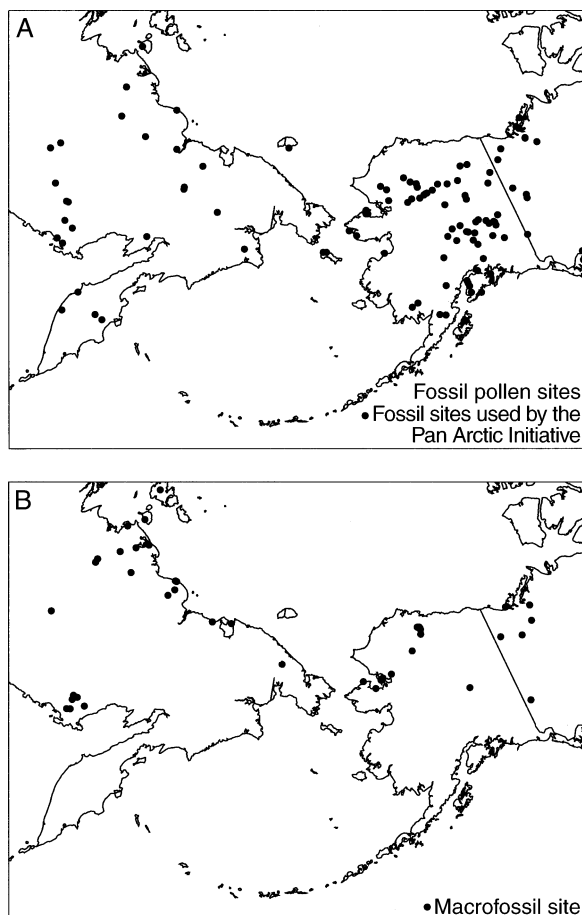 A
Fossil pollen sites
Fossil sites used by the
Pan Arctic Initiative
B
Macrofossil site